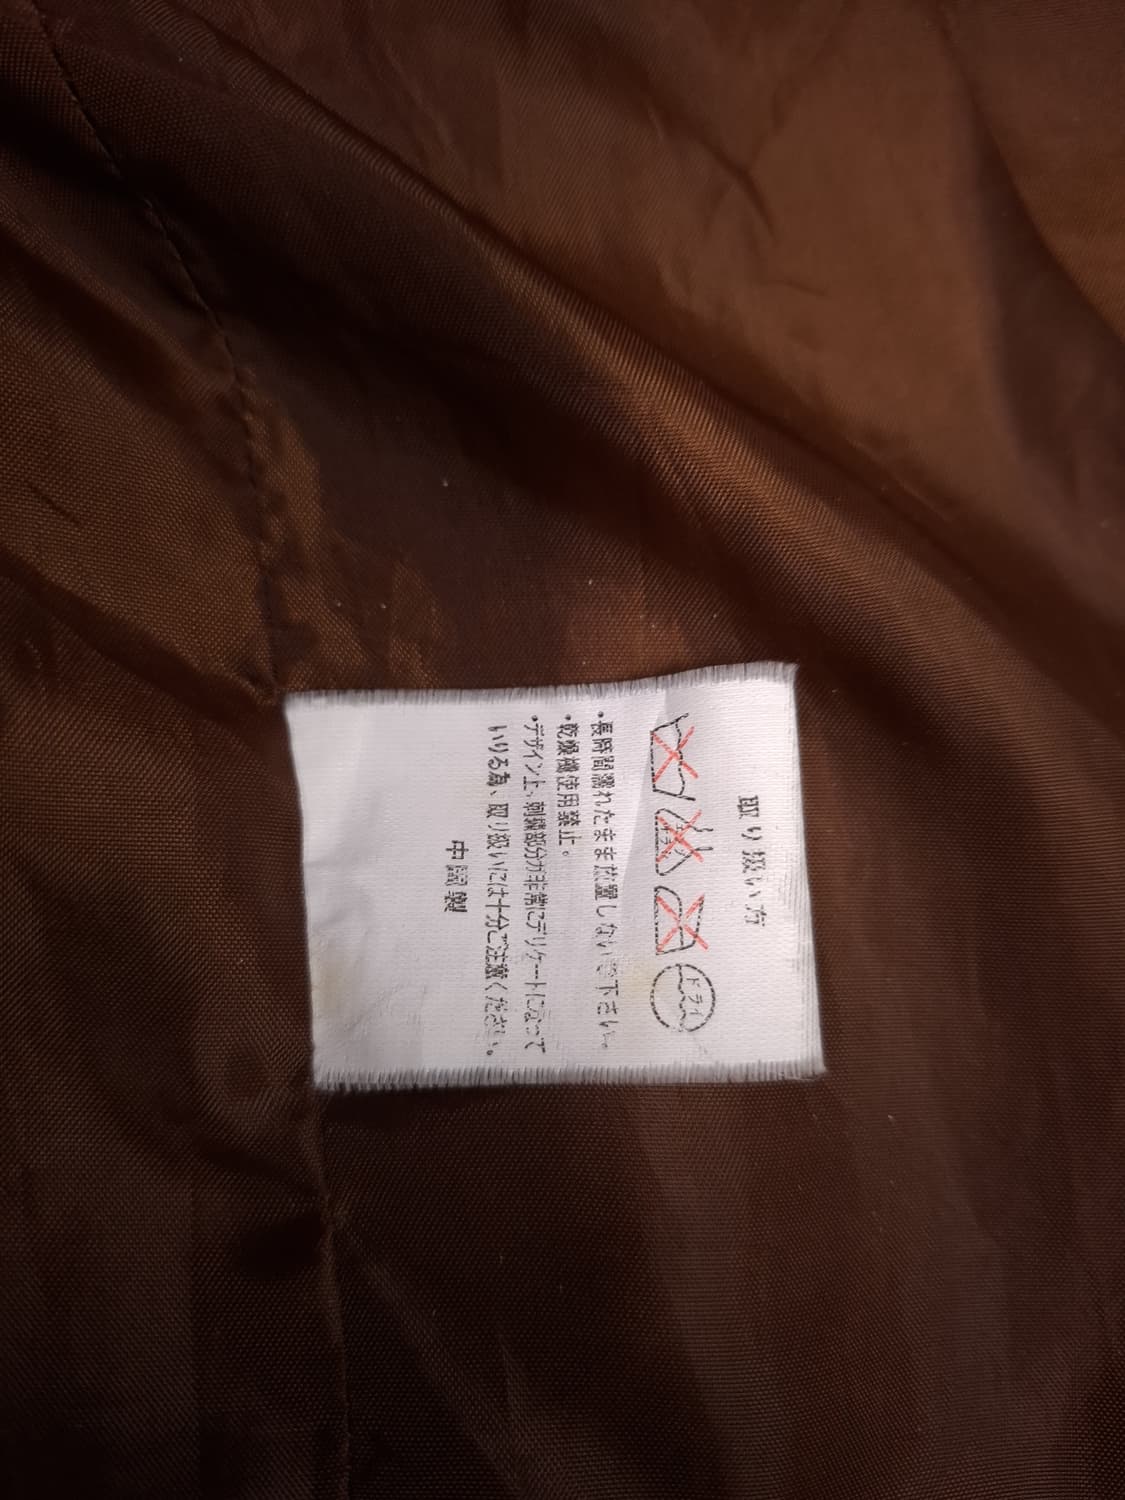 取り扱い方
ドライ
・長時間濡れたまま放置しないで下さい。
・乾燥機使用禁止。
・デザイン上、刺繍部分が非常にデリケートになって
いりる為、取り扱いには十分ご注意ください。
中国製